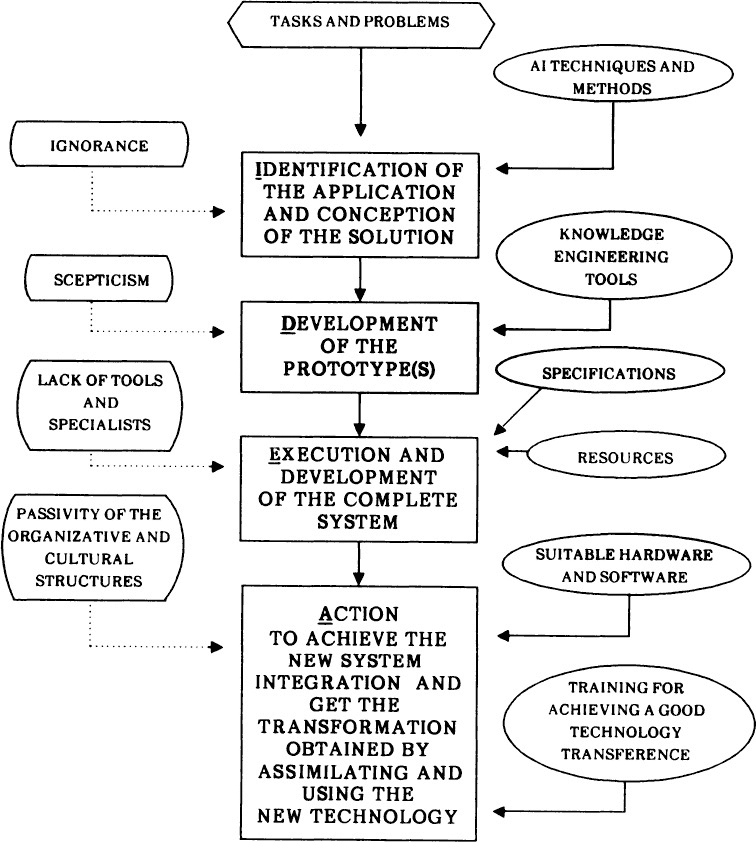 TASKS AND PROBLEMS
AI TECHNIQUES AND
METHODS
IGNORANCE
IDENTIFICATION OF
THE APPLICATION
AND CONCEPTION
OF THE SOLUTION
KNOWLEDGE
ENGINEERING
TOOLS
SCEPTICISM
DEVELOPMENT
OF THE
PROTOTYPE(S)
SPECIFICATIONS
LACK OF TOOLS
AND
SPECIALISTS
EXECUTION AND
DEVELOPMENT
OF THE COMPLETE
SYSTEM
RESOURCES
PASSIVITY OF THE
ORGANIZATIVE AND
CULTURAL
STRUCTURES
SUITABLE HARDWARE
AND SOFTWARE
ACTION
TO ACHIEVE THE
NEW SYSTEM
INTEGRATION AND
GET THE
TRANSFORMATION
OBTAINED BY
ASSIMILATING AND
USING THE
NEW TECHNOLOGY
TRAINING FOR
ACHIEVING A GOOD
TECHNOLOGY
TRANSFERENCE